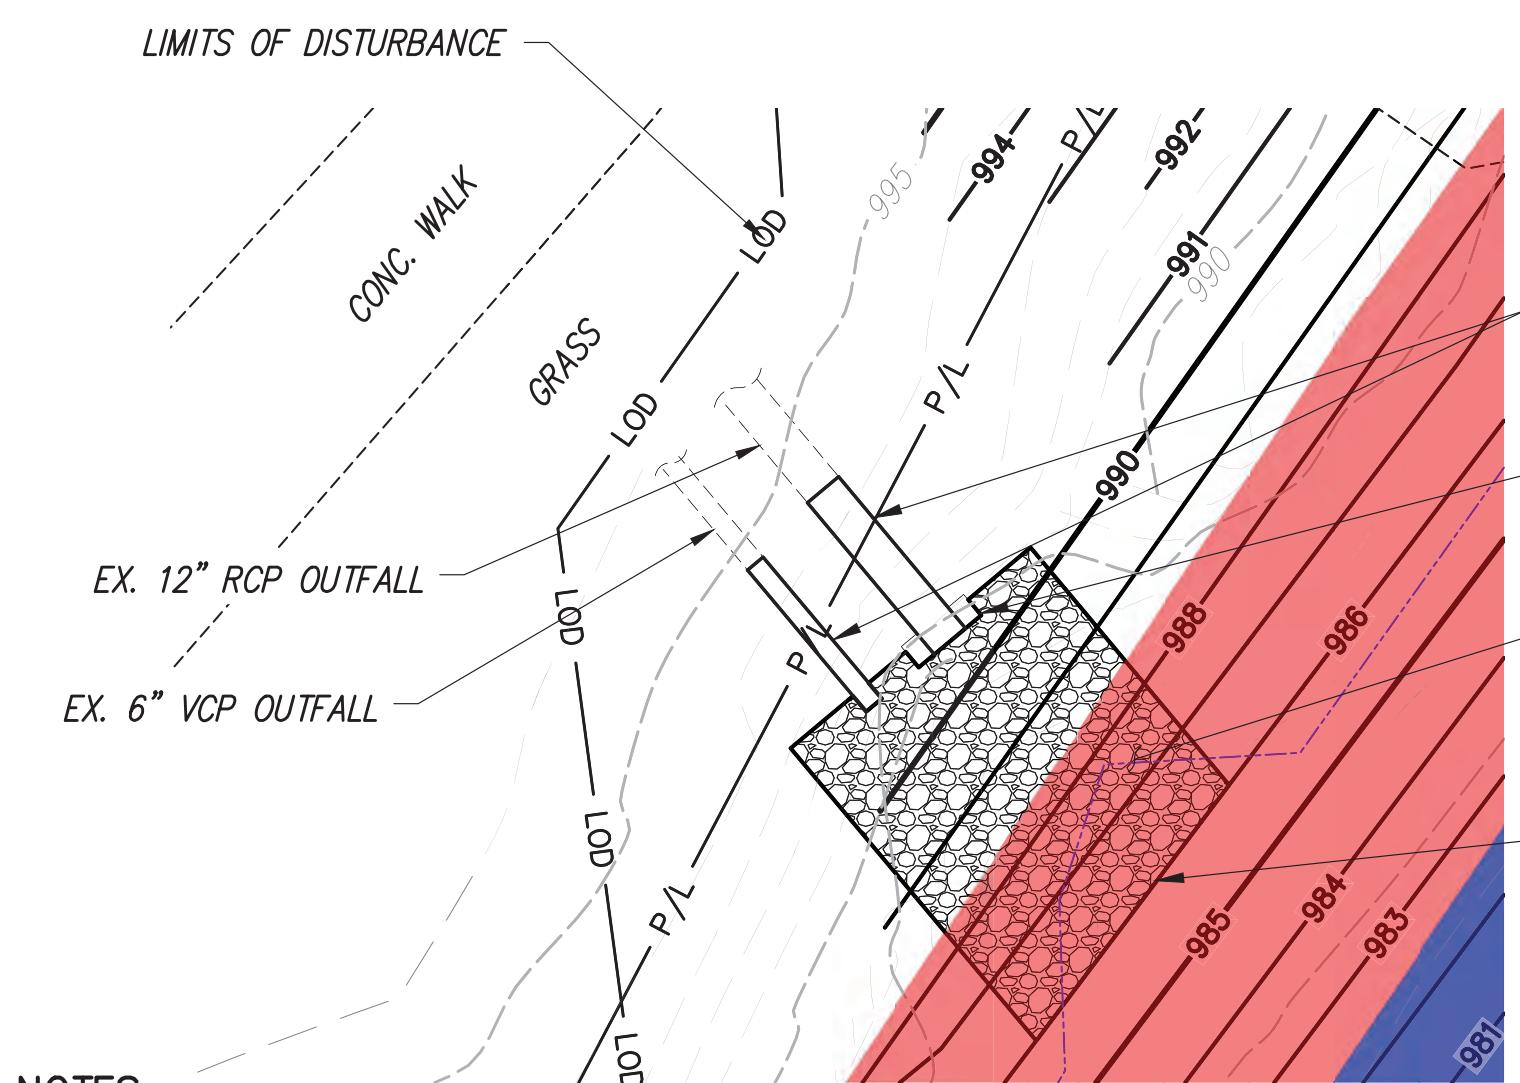 LIMITS OF DISTURBANCE
P/L
992
994
995
CONC. WALK
LOD
991
990
GRASS
P/L
LOD
990
EX. 12” RCP OUTFALL
LOD
988
986
P/L
EX. 6” VCP OUTFALL
LOD
P/L
984
985
983
981
LOD
NOTES